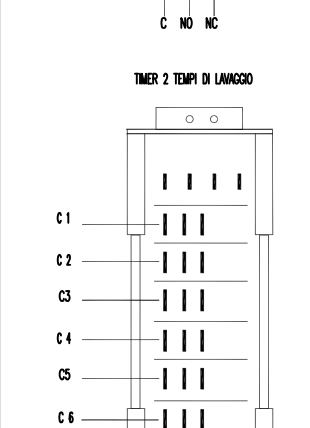 C NO NC
TIMER 2 TEMPI DI LAVAGGIO
C 1
C 2
C3
C 4
C5
C 6